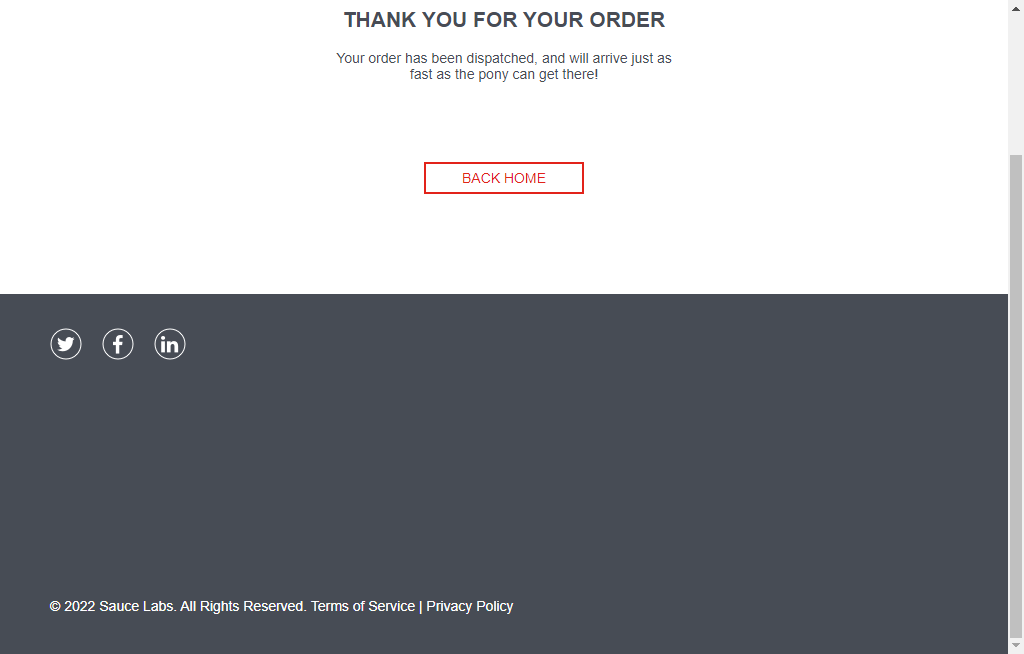 THANK YOU FOR YOUR ORDER
Your order has been dispatched, and will arrive just as
fast as the pony can get there!
BACK HOME
© 2022 Sauce Labs. All Rights Reserved. Terms of Service | Privacy Policy